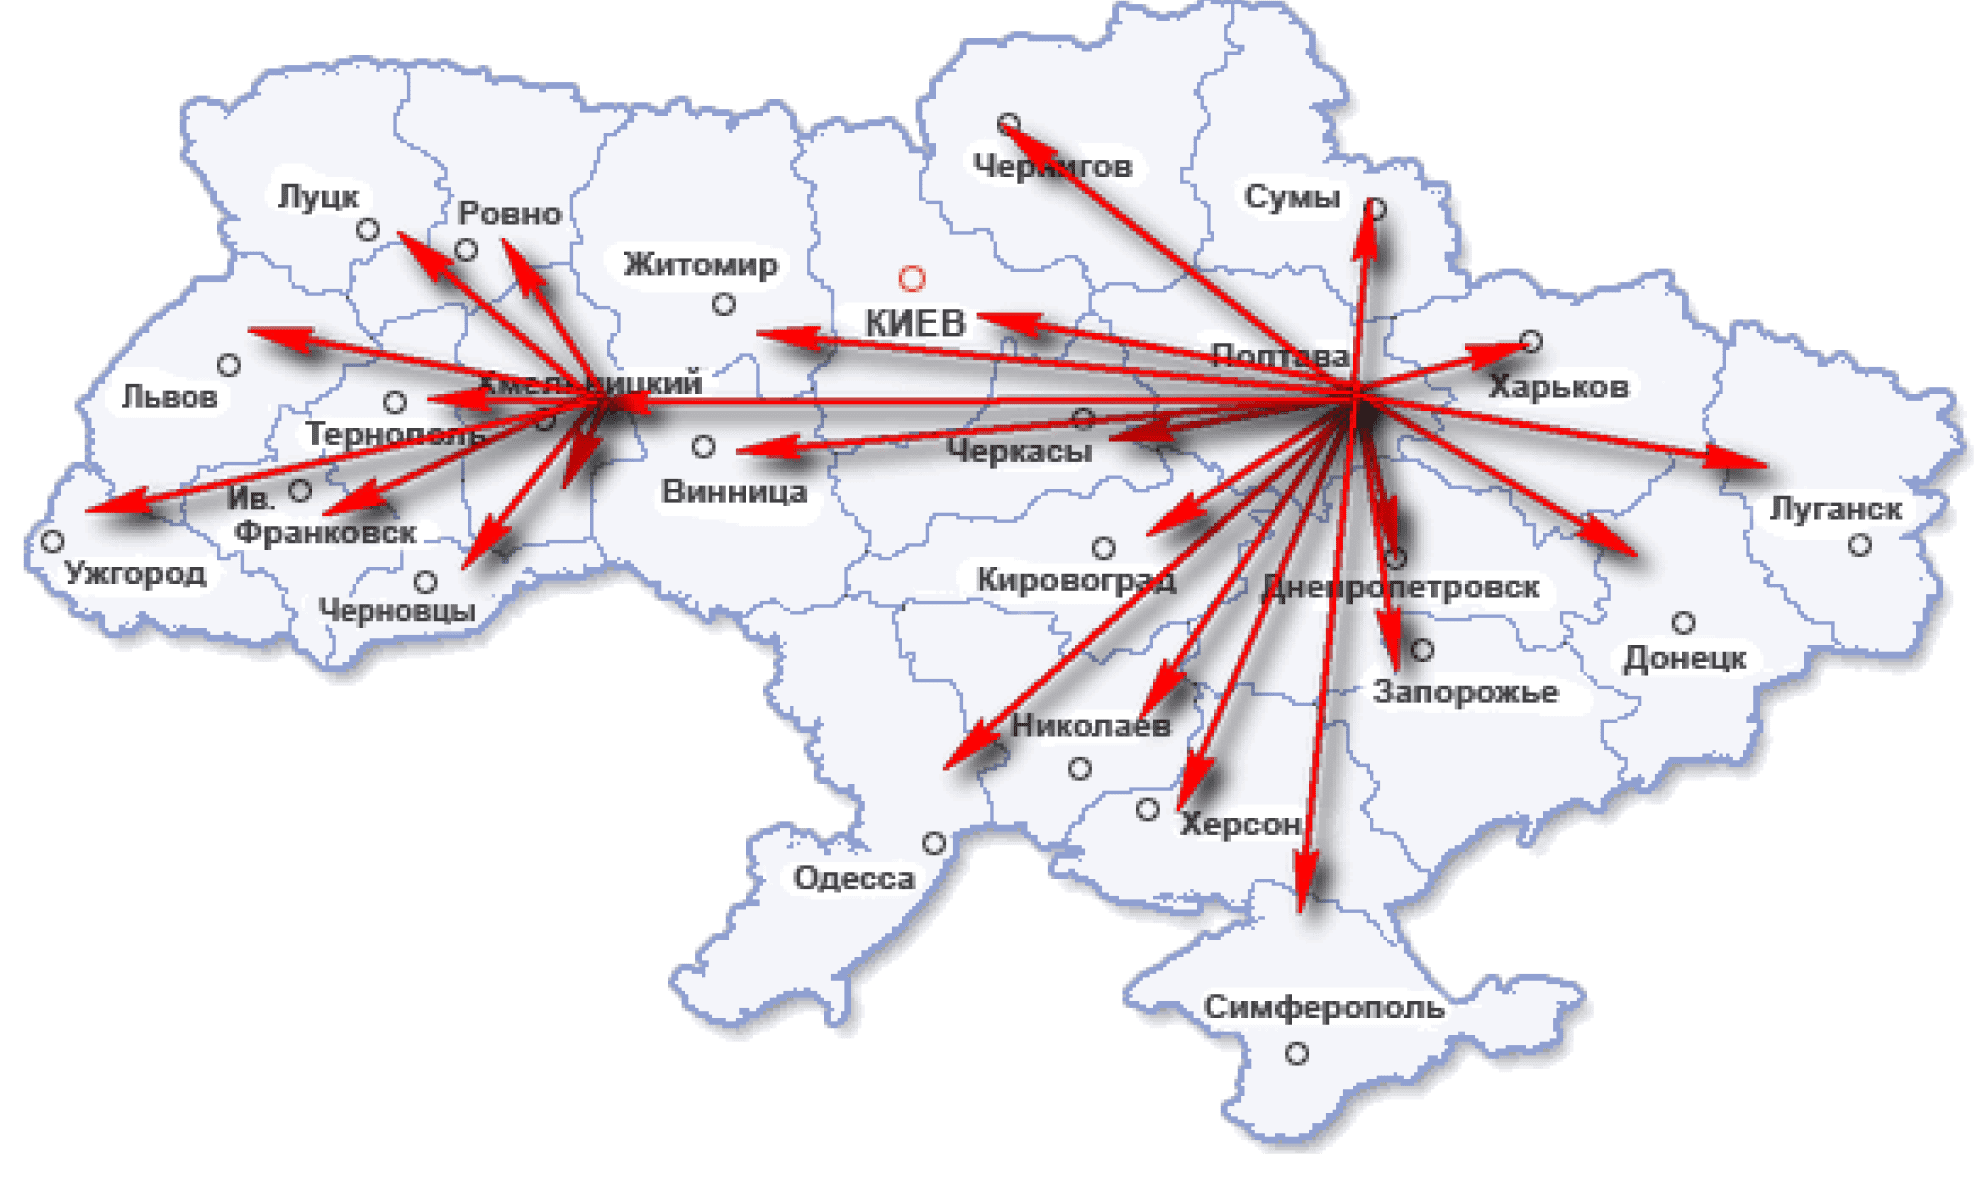 Чернигов
Луцк
Сумы
Ровно
Житомир
КИЕВ
Полтава
Хмельницкий
Харьков
Львов
Тернополь
Черкасы
Винница
Ив.
Франковск
Луганск
Ужгород
Кировоград
Днепропетровск
Черновцы
Донецк
Запорожье
Николаев
Херсон
Одесса
Симферополь